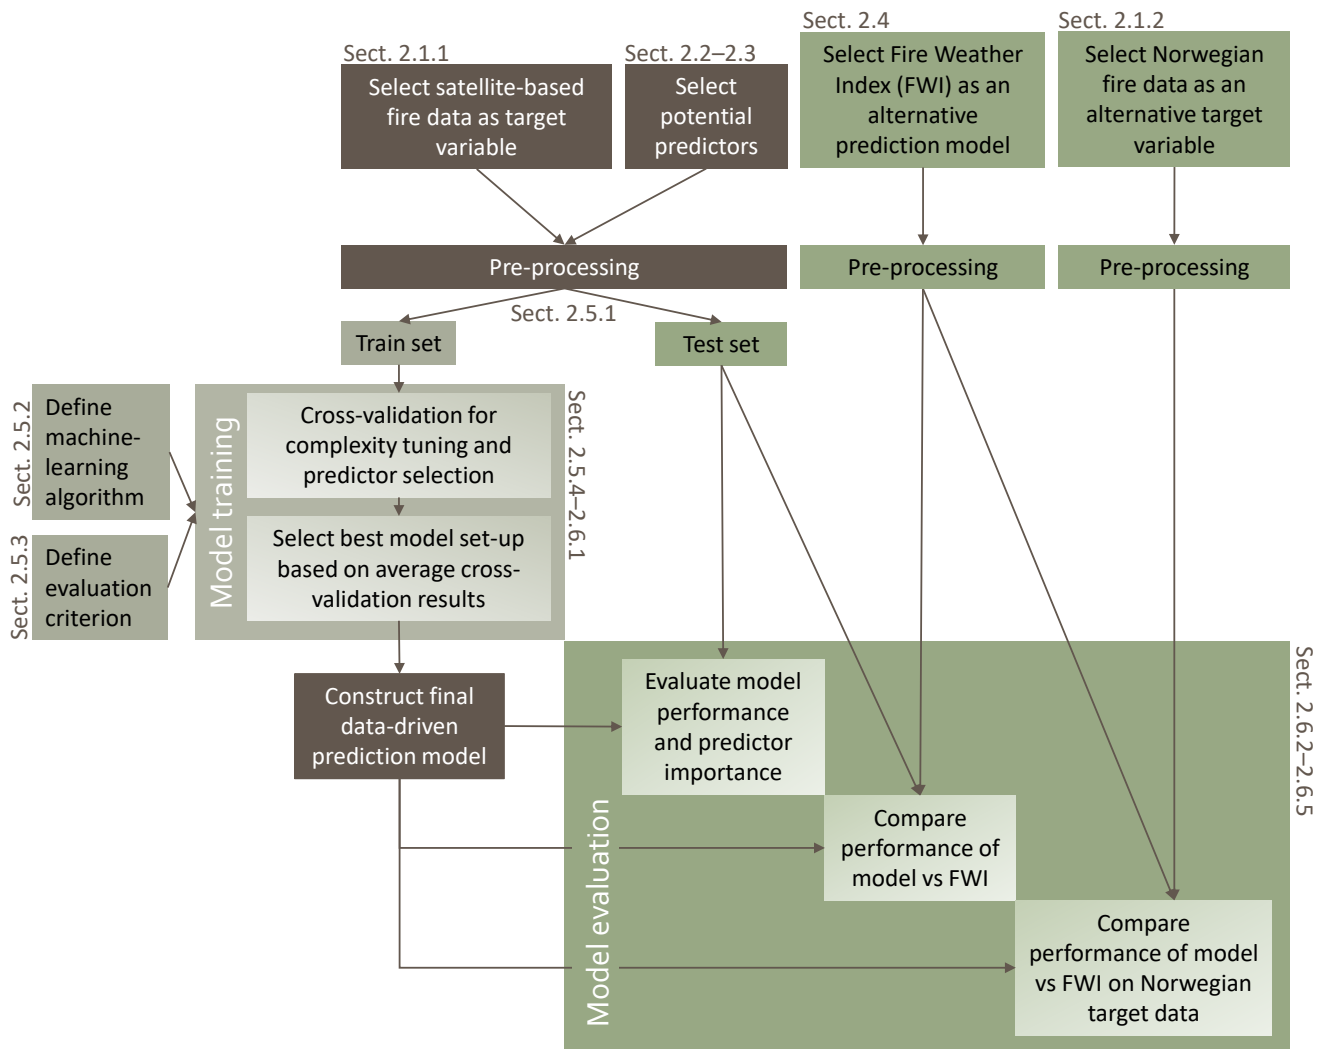 Sect. 2.1.1
Select satellite-based
fire data as target
variable
Sect. 2.2–2.3
Select
potential
predictors
Sect. 2.4
Select Fire Weather
Index (FWI) as an
alternative
prediction model
Sect. 2.1.2
Select Norwegian
fire data as an
alternative target
variable
Pre-processing
Pre-processing
Pre-processing
Sect. 2.5.1
Train set
Test set
Sect. 2.5.2
Define
machine-
learning
algorithm
Sect. 2.5.3
Define
evaluation
criterion
Model training
Cross-validation for
complexity tuning and
predictor selection
Select best model set-up
based on average cross-
validation results
Sect. 2.5.4–2.6.1
Construct final
data-driven
prediction model
Model evaluation
Evaluate model
performance
and predictor
importance
Compare
performance of
model vs FWI
Compare
performance of model
vs FWI on Norwegian
target data
Sect. 2.6.2–2.6.5